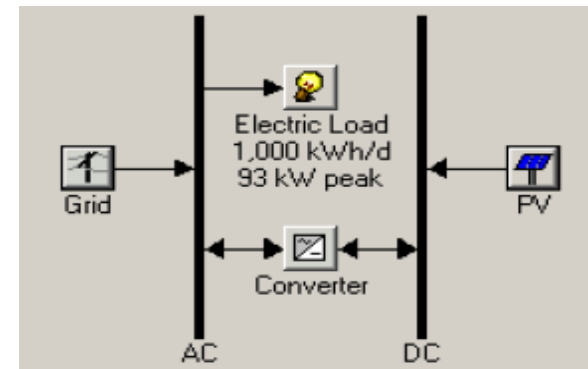 Electric Load
1,000 kWh/d
93 kW peak
Grid
PV
Converter
AC
DC